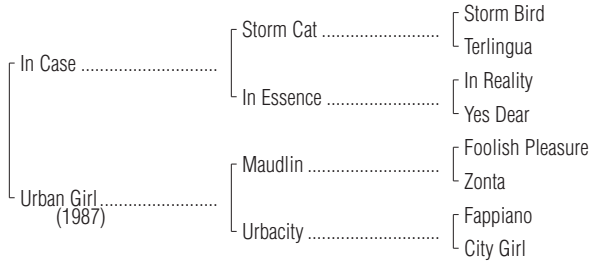 Storm Bird
Storm Cat ........................
Terlingua
In Case ............................
In Reality
In Essence .......................
Yes Dear
Foolish Pleasure
Maudlin ...........................
Zonta
Urban Girl........................
(1987)
Fappiano
Urbacity ...........................
City Girl